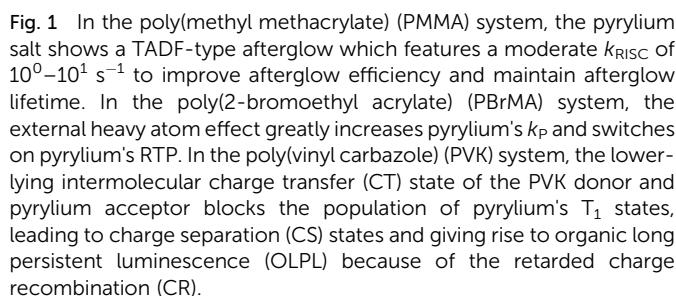 Fig. 1 In the poly(methyl methacrylate) (PMMA) system, the pyrylium
salt shows a TADF-type afterglow which features a moderate k_RISC of
10⁰–10¹ s⁻¹ to improve afterglow efficiency and maintain afterglow
lifetime. In the poly(2-bromoethyl acrylate) (PBrMA) system, the
external heavy atom effect greatly increases pyrylium's k_P and switches
on pyrylium's RTP. In the poly(vinyl carbazole) (PVK) system, the lower-
lying intermolecular charge transfer (CT) state of the PVK donor and
pyrylium acceptor blocks the population of pyrylium's T₁ states,
leading to charge separation (CS) states and giving rise to organic long
persistent luminescence (OLPL) because of the retarded charge
recombination (CR).